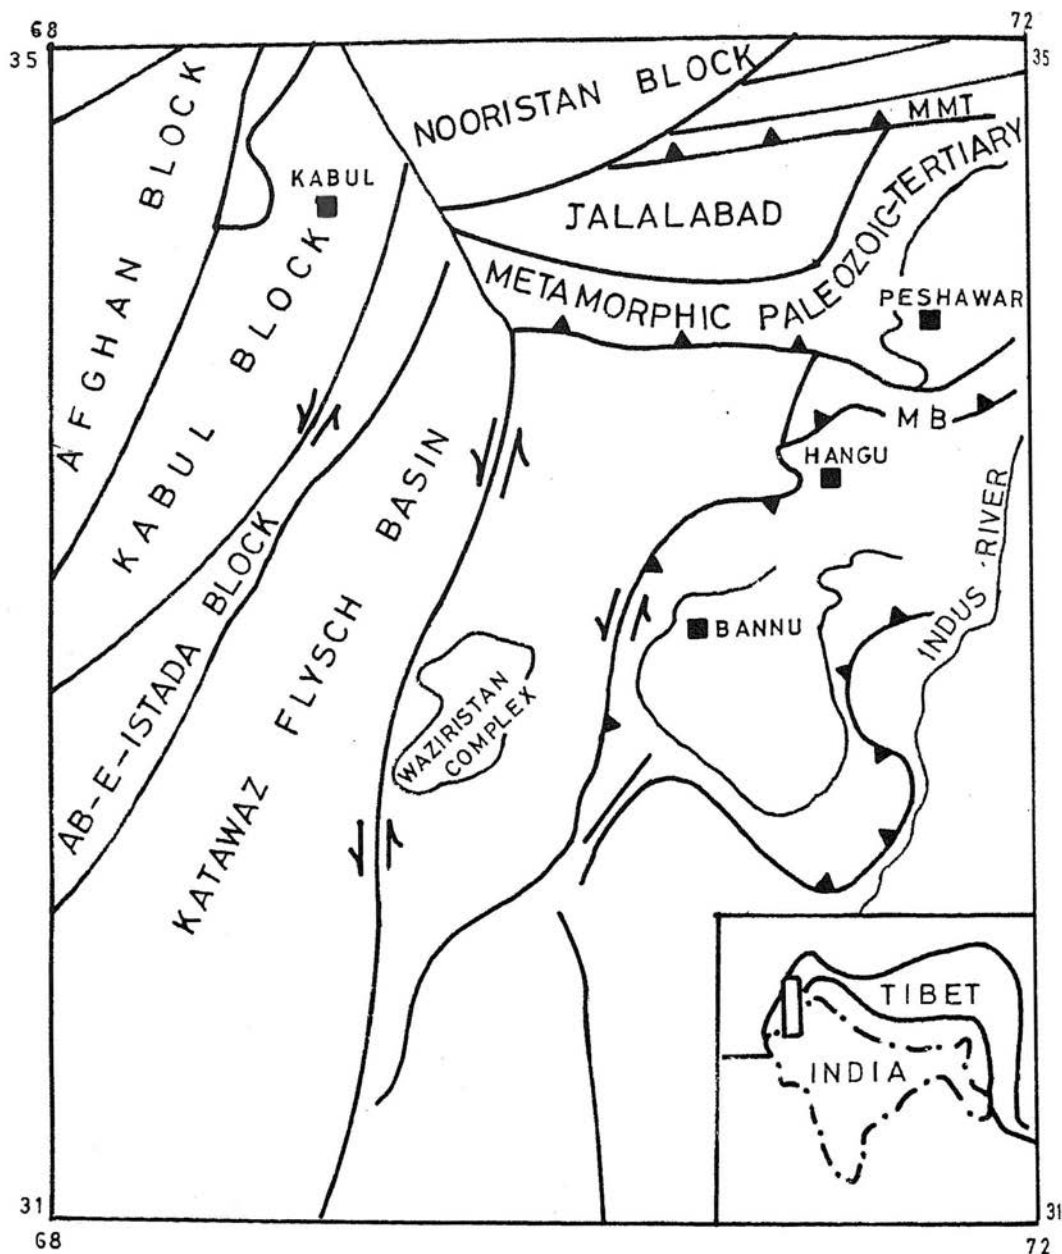 68
72
35
35
NOORISTAN BLOCK
MMT
AFGHAN BLOCK
KABUL
JALALABAD
METAMORPHIC PALEOZOIC-TERTIARY
KABUL BLOCK
PESHAWAR
MB
HANGU
KATAWAZ FLYSCH BASIN
AB-E-ISTADA BLOCK
INDUS RIVER
BANNU
WAZIRISTAN
COMPLEX
TIBET
INDIA
31
31
68
72